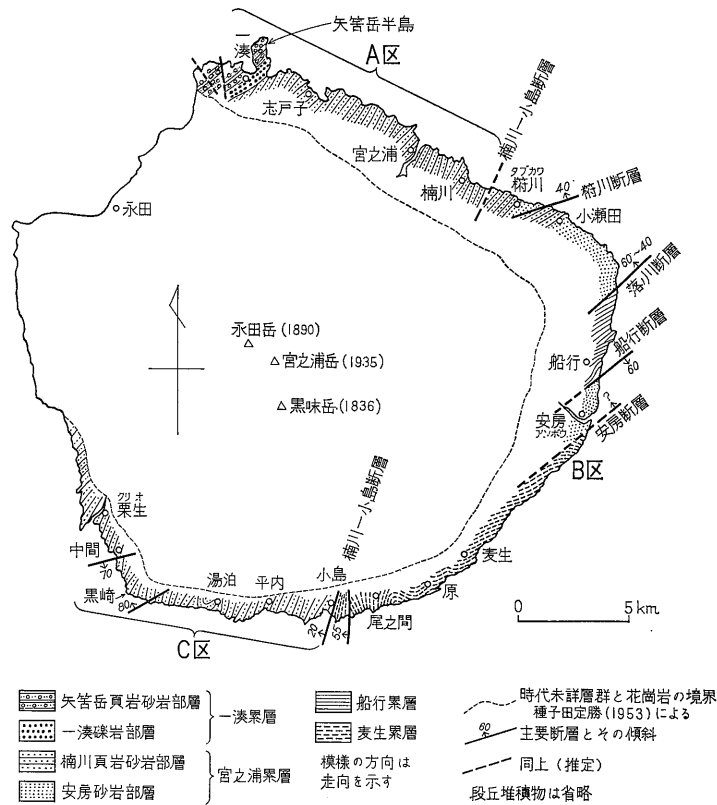 矢筈岳半島
一湊
A区
志戸子
楠川ー小島断層
宮之浦
タブカワ
椨川
楠川
40
椨川断層
小瀬田
永田
60~40
落川断層
永田岳(1890)
宮之浦岳(1935)
黒味岳(1836)
船行断層
船行
60
?
安房
アンボウ
安房断層
B区
楠川ー小島断層
クリオ
栗生
中間
70
黒崎
80
湯泊
平内
小島
麦生
原
尾之間
20
55
C区
0 5 km
矢筈岳頁岩砂岩部層
一湊礫岩部層
一湊累層
楠川頁岩砂岩部層
安房砂岩部層
宮之浦累層
船行累層
麦生累層
模様の方向は
走向を示す
時代未詳層群と花崗岩の境界
種子田定勝(1953)による
60
主要断層とその傾斜
同上(推定)
段丘堆積物は省略